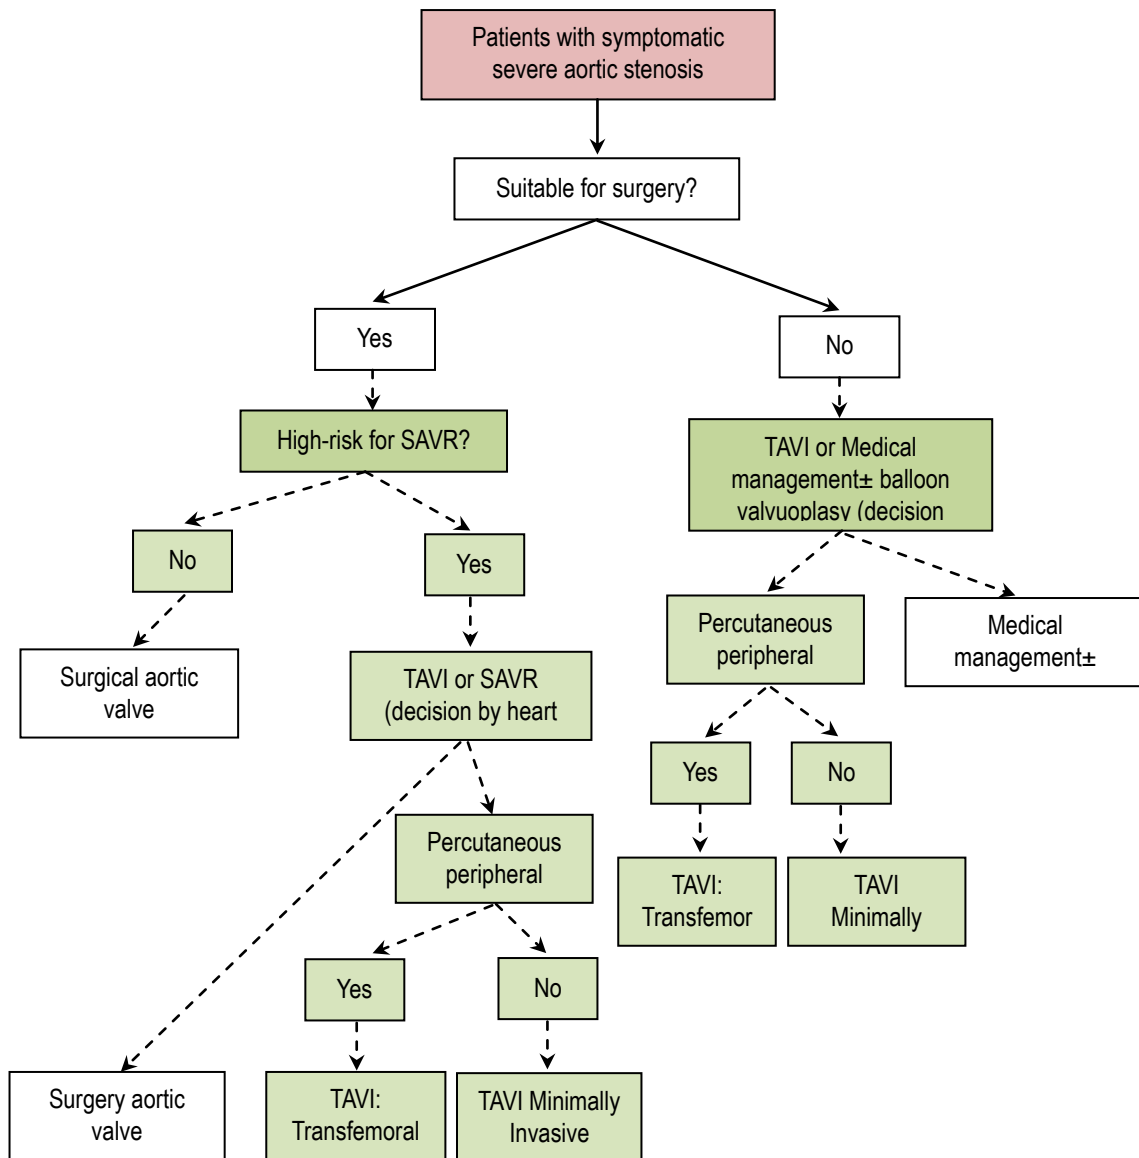 Patients with symptomatic
severe aortic stenosis
Suitable for surgery?
Yes
No
High-risk for SAVR?
TAVI or Medical
management± balloon
valvuoplasy (decision
No
Yes
Percutaneous
peripheral
Medical
management±
Surgical aortic
valve
TAVI or SAVR
(decision by heart
Yes
No
Percutaneous
peripheral
TAVI:
Transfemor
TAVI
Minimally
Yes
No
Surgery aortic
valve
TAVI:
Transfemoral
TAVI Minimally
Invasive